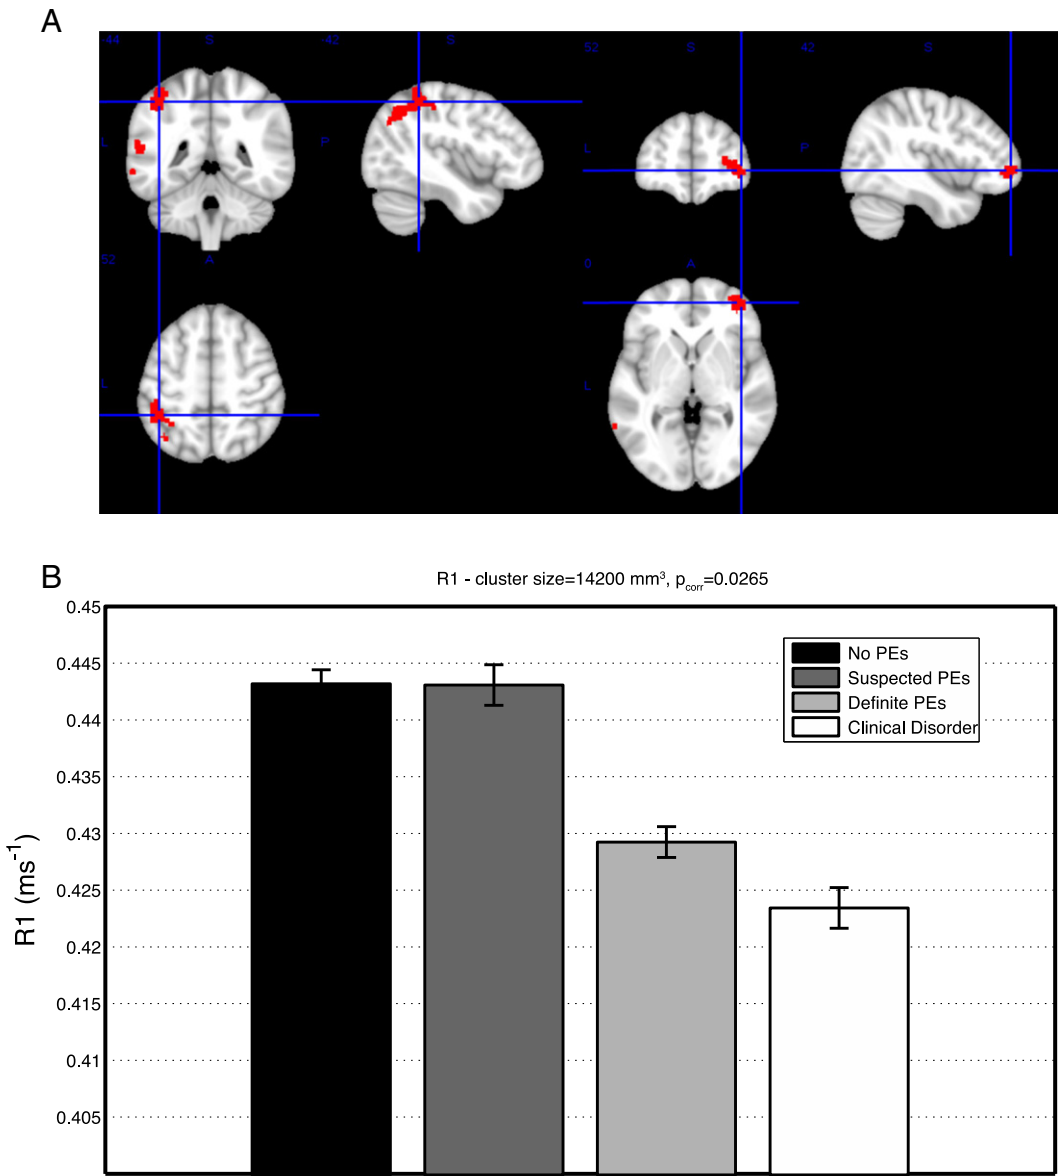 A
-44 S -42 S 52 S 42 S
L P L P
52 A 0 A
L L
B
R1 - cluster size=14200 mm³, p_corr=0.0265
0.45
0.445
0.44
0.435
0.43
0.425
0.42
0.415
0.41
0.405
R1 (ms⁻¹)
No PEs
Suspected PEs
Definite PEs
Clinical Disorder